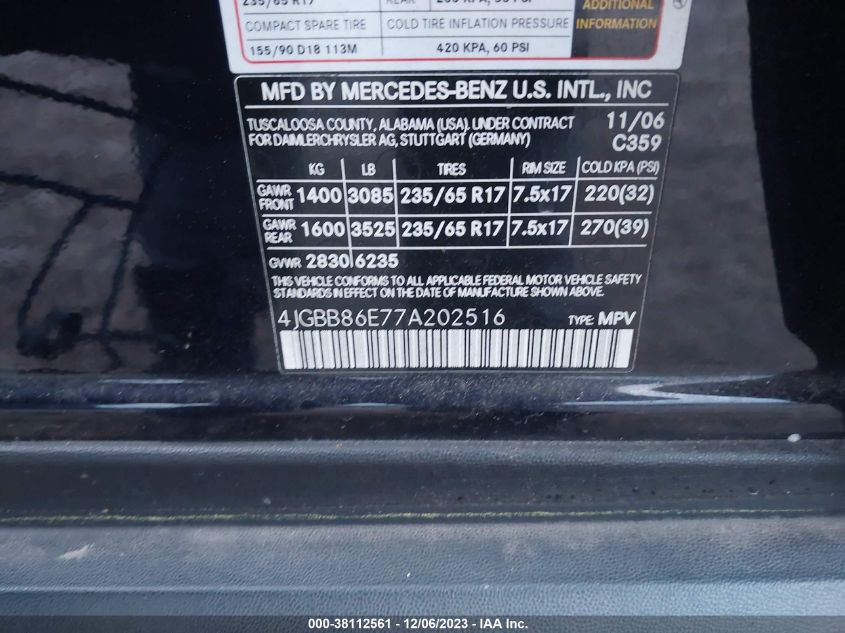 235/65 R17 REAR
COMPACT SPARE TIRE COLD TIRE INFLATION PRESSURE
155/90 D18 113M 420 KPA, 60 PSI
ADDITIONAL
INFORMATION
MFD BY MERCEDES-BENZ U.S. INTL., INC
TUSCALOOSA COUNTY, ALABAMA (USA). UNDER CONTRACT 11/06
FOR DAIMLERCHRYSLER AG, STUTTGART (GERMANY) C359
KG LB TIRES RIM SIZE COLD KPA (PSI)
GAWR FRONT 1400 3085 235/65 R17 7.5x17 220(32)
GAWR REAR 1600 3525 235/65 R17 7.5x17 270(39)
GVWR 2830 6235
THIS VEHICLE CONFORMS TO ALL APPLICABLE FEDERAL MOTOR VEHICLE SAFETY
STANDARDS IN EFFECT ON THE DATE OF MANUFACTURE SHOWN ABOVE.
4JGBB86E77A202516 TYPE: MPV
000-38112561 - 12/06/2023 - IAA Inc.